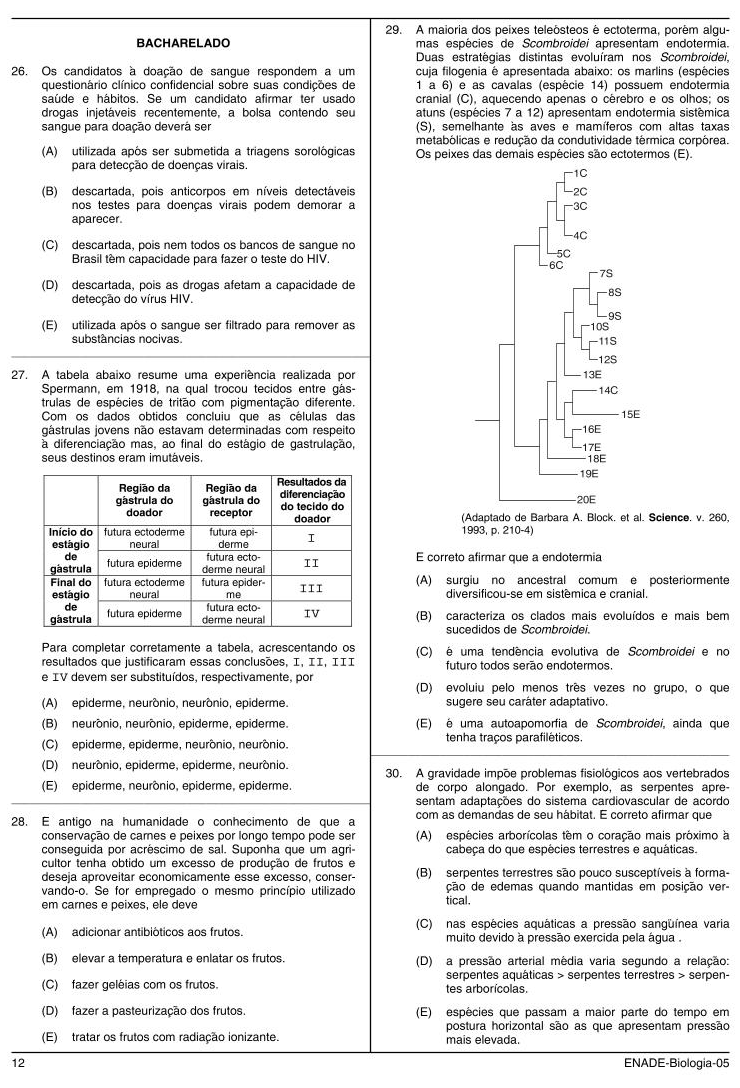 BACHARELADO
26. Os candidatos à doação de sangue respondem a um
questionário clínico confidencial sobre suas condições de
saúde e hábitos. Se um candidato afirmar ter usado
drogas injetáveis recentemente, a bolsa contendo seu
sangue para doação deverá ser
(A) utilizada após ser submetida a triagens sorológicas
para detecção de doenças virais.
(B) descartada, pois anticorpos em níveis detectáveis
nos testes para doenças virais podem demorar a
aparecer.
(C) descartada, pois nem todos os bancos de sangue no
Brasil têm capacidade para fazer o teste do HIV.
(D) descartada, pois as drogas afetam a capacidade de
detecção do vírus HIV.
(E) utilizada após o sangue ser filtrado para remover as
substâncias nocivas.
27. A tabela abaixo resume uma experiência realizada por
Spermann, em 1918, na qual trocou tecidos entre gás-
trulas de espécies de tritão com pigmentação diferente.
Com os dados obtidos concluiu que as células das
gástrulas jovens não estavam determinadas com respeito
à diferenciação mas, ao final do estágio de gastrulação,
seus destinos eram imutáveis.
Região da
gástrula do
doador
Região da
gástrula do
receptor
Resultados da
diferenciação
do tecido do
doador
Início do
estágio
de
gástrula
futura ectoderme
neural
futura epi-
derme
I
futura epiderme
futura ecto-
derme neural
II
Final do
estágio
de
gástrula
futura ectoderme
neural
futura epider-
me
III
futura epiderme
futura ecto-
derme neural
IV
Para completar corretamente a tabela, acrescentando os
resultados que justificaram essas conclusões, I, II, III
e IV devem ser substituídos, respectivamente, por
(A) epiderme, neurônio, neurônio, epiderme.
(B) neurônio, neurônio, epiderme, epiderme.
(C) epiderme, epiderme, neurônio, neurônio.
(D) neurônio, epiderme, epiderme, neurônio.
(E) epiderme, neurônio, epiderme, epiderme.
28. E antigo na humanidade o conhecimento de que a
conservação de carnes e peixes por longo tempo pode ser
conseguida por acréscimo de sal. Suponha que um agri-
cultor tenha obtido um excesso de produção de frutos e
deseja aproveitar economicamente esse excesso, conser-
vando-o. Se for empregado o mesmo princípio utilizado
em carnes e peixes, ele deve
(A) adicionar antibióticos aos frutos.
(B) elevar a temperatura e enlatar os frutos.
(C) fazer geléias com os frutos.
(D) fazer a pasteurização dos frutos.
(E) tratar os frutos com radiação ionizante.
29. A maioria dos peixes teleósteos é ectoterma, porém algu-
mas espécies de Scombroidei apresentam endotermia.
Duas estratégias distintas evoluíram nos Scombroidei,
cuja filogenia é apresentada abaixo: os marlins (espécies
1 a 6) e as cavalas (espécie 14) possuem endotermia
cranial (C), aquecendo apenas o cérebro e os olhos; os
atuns (espécies 7 a 12) apresentam endotermia sistêmica
(S), semelhante às aves e mamíferos com altas taxas
metabólicas e redução da condutividade térmica corpórea.
Os peixes das demais espécies são ectotermos (E).
1C
2C
3C
4C
5C
6C
7S
8S
9S
10S
11S
12S
13E
14C
15E
16E
17E
18E
19E
20E
(Adaptado de Barbara A. Block. et al. Science. v. 260,
1993, p. 210-4)
E correto afirmar que a endotermia
(A) surgiu no ancestral comum e posteriormente
diversificou-se em sistêmica e cranial.
(B) caracteriza os clados mais evoluídos e mais bem
sucedidos de Scombroidei.
(C) é uma tendência evolutiva de Scombroidei e no
futuro todos serão endotermos.
(D) evoluiu pelo menos três vezes no grupo, o que
sugere seu caráter adaptativo.
(E) é uma autoapomorfia de Scombroidei, ainda que
tenha traços parafiléticos.
30. A gravidade impõe problemas fisiológicos aos vertebrados
de corpo alongado. Por exemplo, as serpentes apre-
sentam adaptações do sistema cardiovascular de acordo
com as demandas de seu hábitat. E correto afirmar que
(A) espécies arborícolas têm o coração mais próximo à
cabeça do que espécies terrestres e aquáticas.
(B) serpentes terrestres são pouco susceptíveis à forma-
ção de edemas quando mantidas em posição ver-
tical.
(C) nas espécies aquáticas a pressão sangüínea varia
muito devido à pressão exercida pela água .
(D) a pressão arterial média varia segundo a relação:
serpentes aquáticas > serpentes terrestres > serpen-
tes arborícolas.
(E) espécies que passam a maior parte do tempo em
postura horizontal são as que apresentam pressão
mais elevada.
12
ENADE-Biologia-05